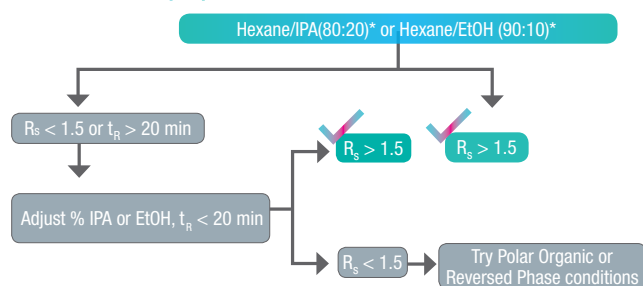 Hexane/IPA(80:20)* or Hexane/EtOH (90:10)*
Rs < 1.5 or tR > 20 min
Rs > 1.5
Rs > 1.5
Adjust % IPA or EtOH, tR < 20 min
Rs < 1.5
Try Polar Organic or
Reversed Phase conditions